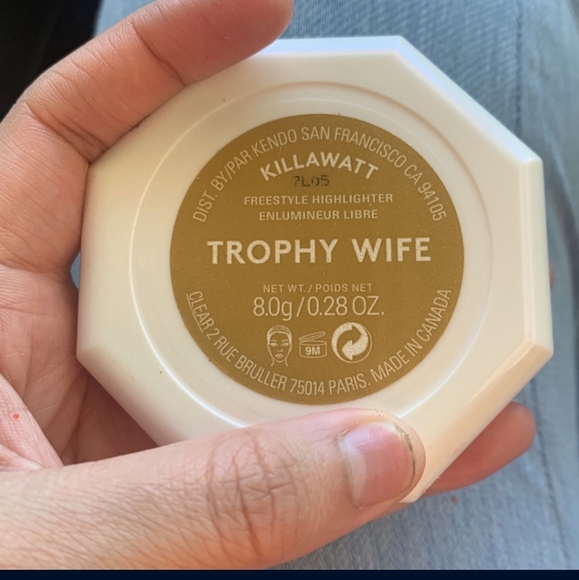 DIST. BY/PAR KENDO SAN FRANCISCO CA 94105
KILLAWATT
7L05
FREESTYLE HIGHLIGHTER
ENLUMINEUR LIBRE
TROPHY WIFE
NET WT. / POIDS NET
8.0g/0.28 OZ.
9M
CLEAR 2 RUE BRULLER 75014 PARIS. MADE IN CANADA